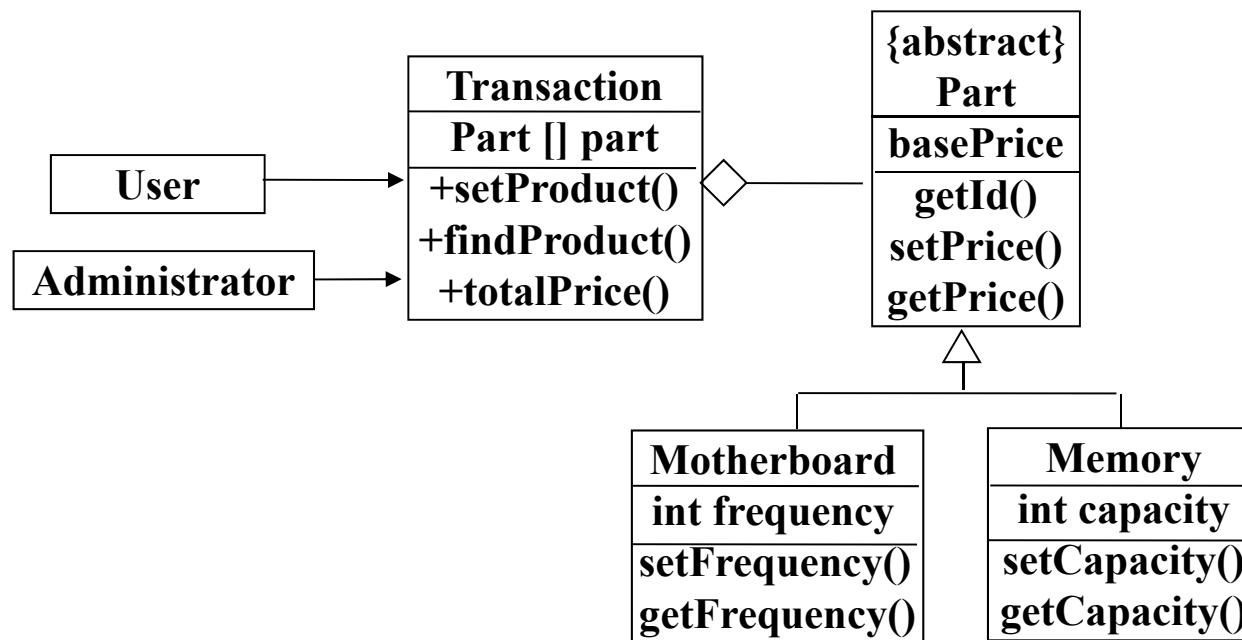 {abstract}
Part
basePrice
getId()
setPrice()
getPrice()
Transaction
Part [] part
+setProduct()
+findProduct()
+totalPrice()
User
Administrator
Motherboard
int frequency
setFrequency()
getFrequency()
Memory
int capacity
setCapacity()
getCapacity()